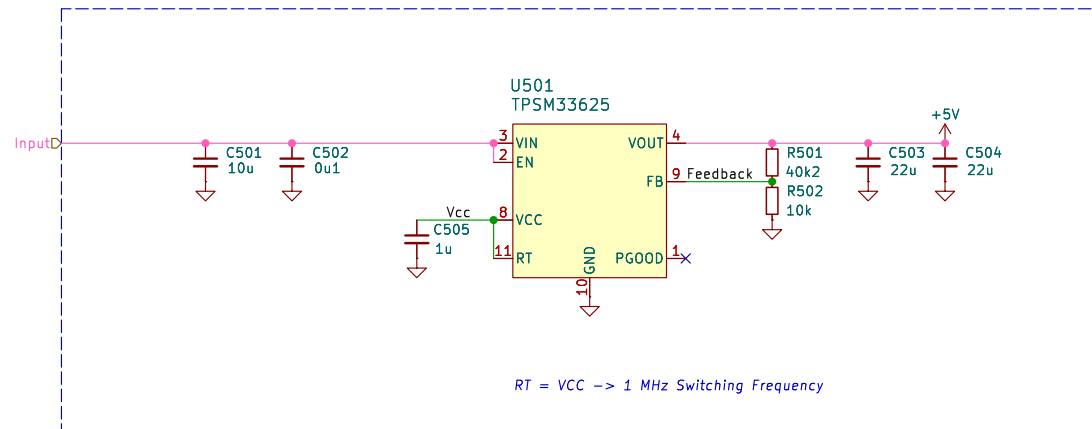 U501
TPSM33625
+5V
Input
3
VIN
VOUT
4
2
EN
C501
10u
C502
0u1
R501
40k2
C503
22u
C504
22u
FB
9
Feedback
R502
10k
Vcc
8
VCC
C505
1u
11
RT
GND
PGOOD
1
10
RT = VCC -> 1 MHz Switching Frequency